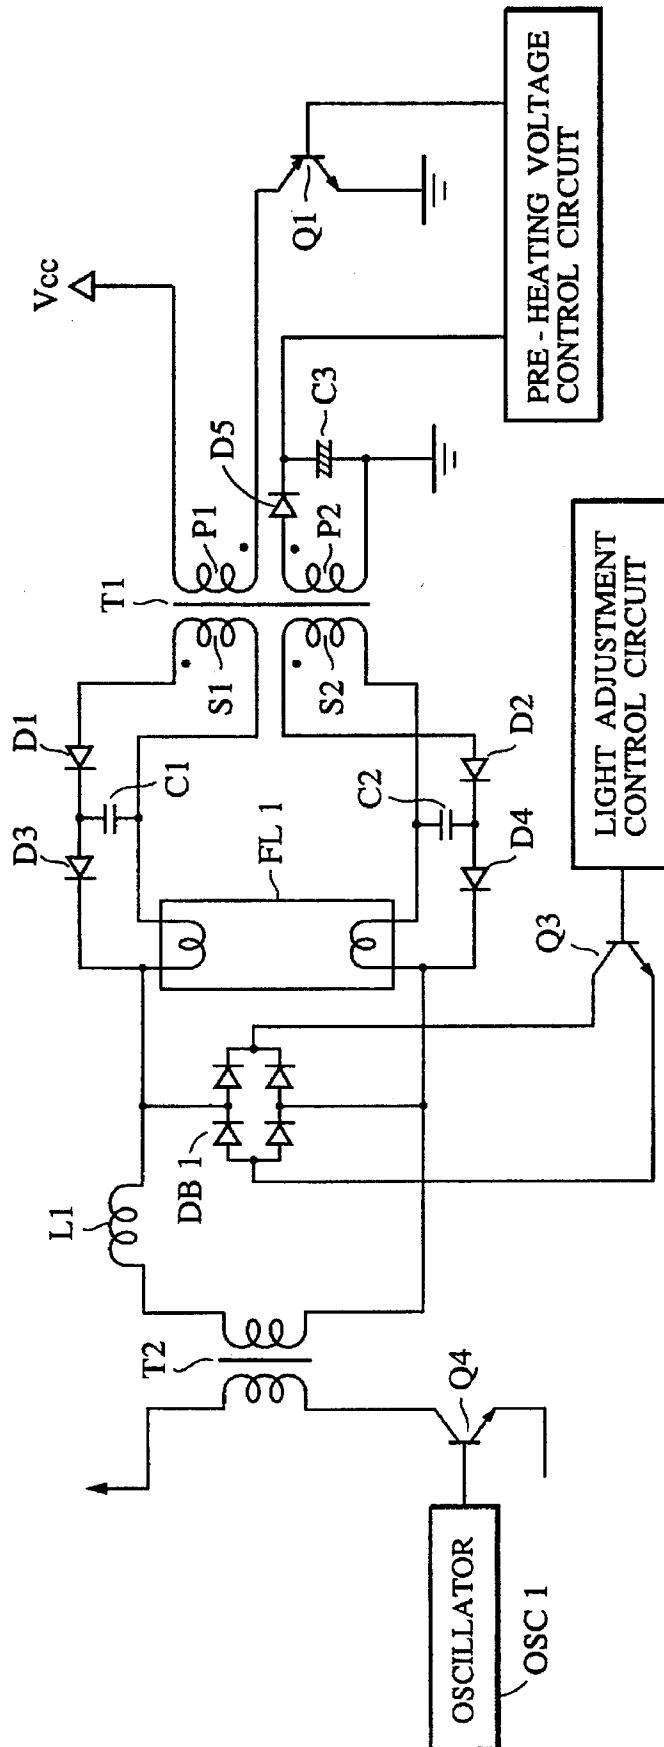 Vcc
Q1
PRE - HEATING VOLTAGE
CONTROL CIRCUIT
C3
D5
P1
P2
T1
S1
S2
D1
C1
D3
D2
C2
D4
FL 1
LIGHT ADJUSTMENT
CONTROL CIRCUIT
Q3
DB 1
L1
T2
Q4
OSCILLATOR
OSC 1